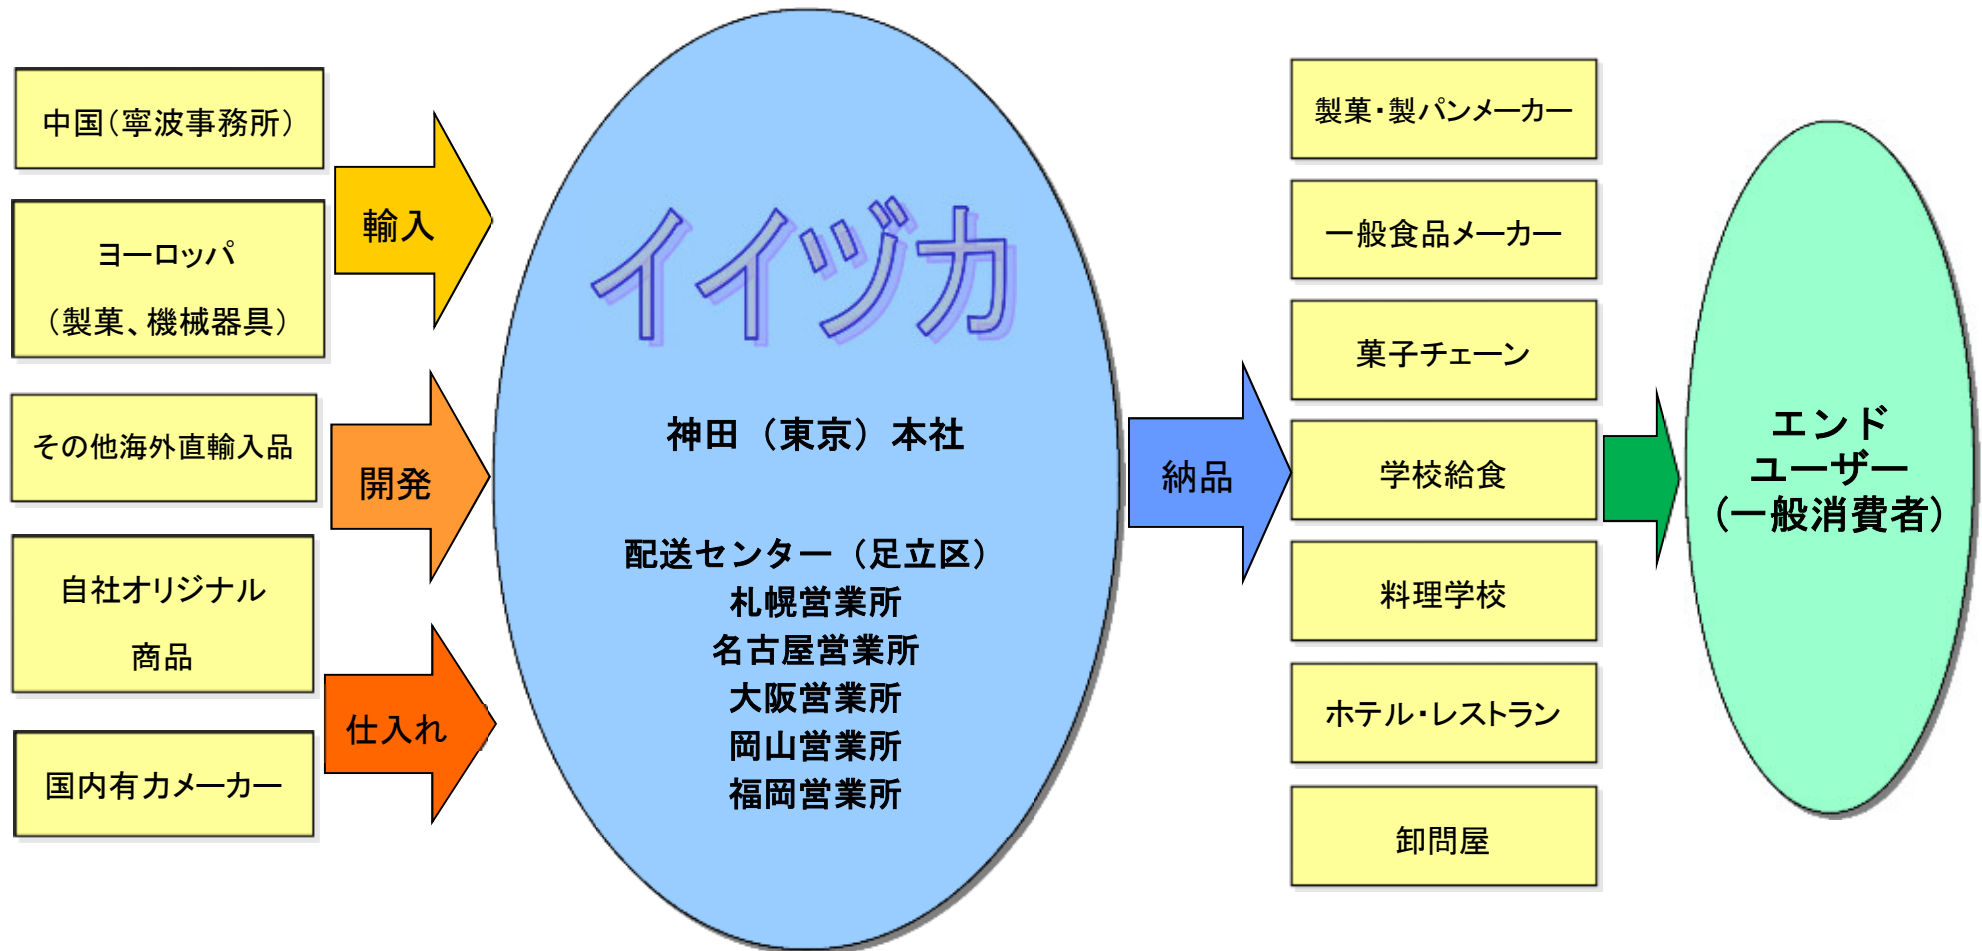 中国（寧波事務所）
ヨーロッパ
（製菓、機械器具）
その他海外直輸入品
自社オリジナル
商品
国内有力メーカー
輸入
開発
仕入れ
イイヅカ
神田（東京）本社
配送センター（足立区）
札幌営業所
名古屋営業所
大阪営業所
岡山営業所
福岡営業所
納品
製菓・製パンメーカー
一般食品メーカー
菓子チェーン
学校給食
料理学校
ホテル・レストラン
卸問屋
エンド
ユーザー
（一般消費者）